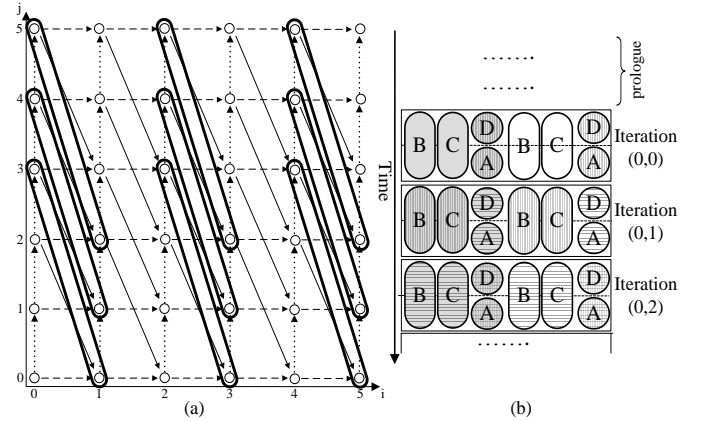 j
5
4
3
2
1
0
0 1 2 3 4 5 i
(a)
Time
prologue
B C D A B C D A
Iteration
(0,0)
B C D A B C D A
Iteration
(0,1)
B C D A B C D A
Iteration
(0,2)
(b)